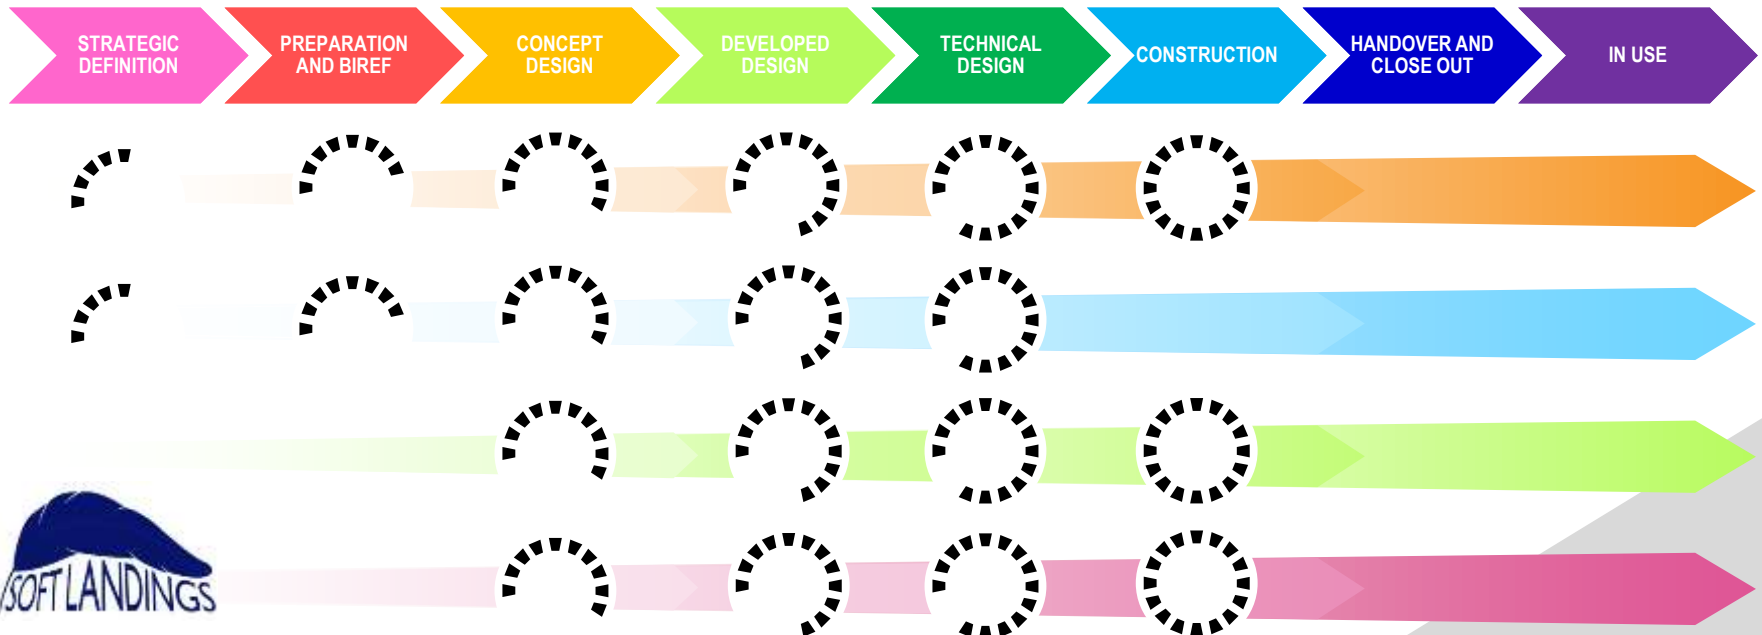 STRATEGIC
DEFINITION
PREPARATION
AND BIREF
CONCEPT
DESIGN
DEVELOPED
DESIGN
TECHNICAL
DESIGN
CONSTRUCTION
HANDOVER AND
CLOSE OUT
IN USE
SOFT LANDINGS